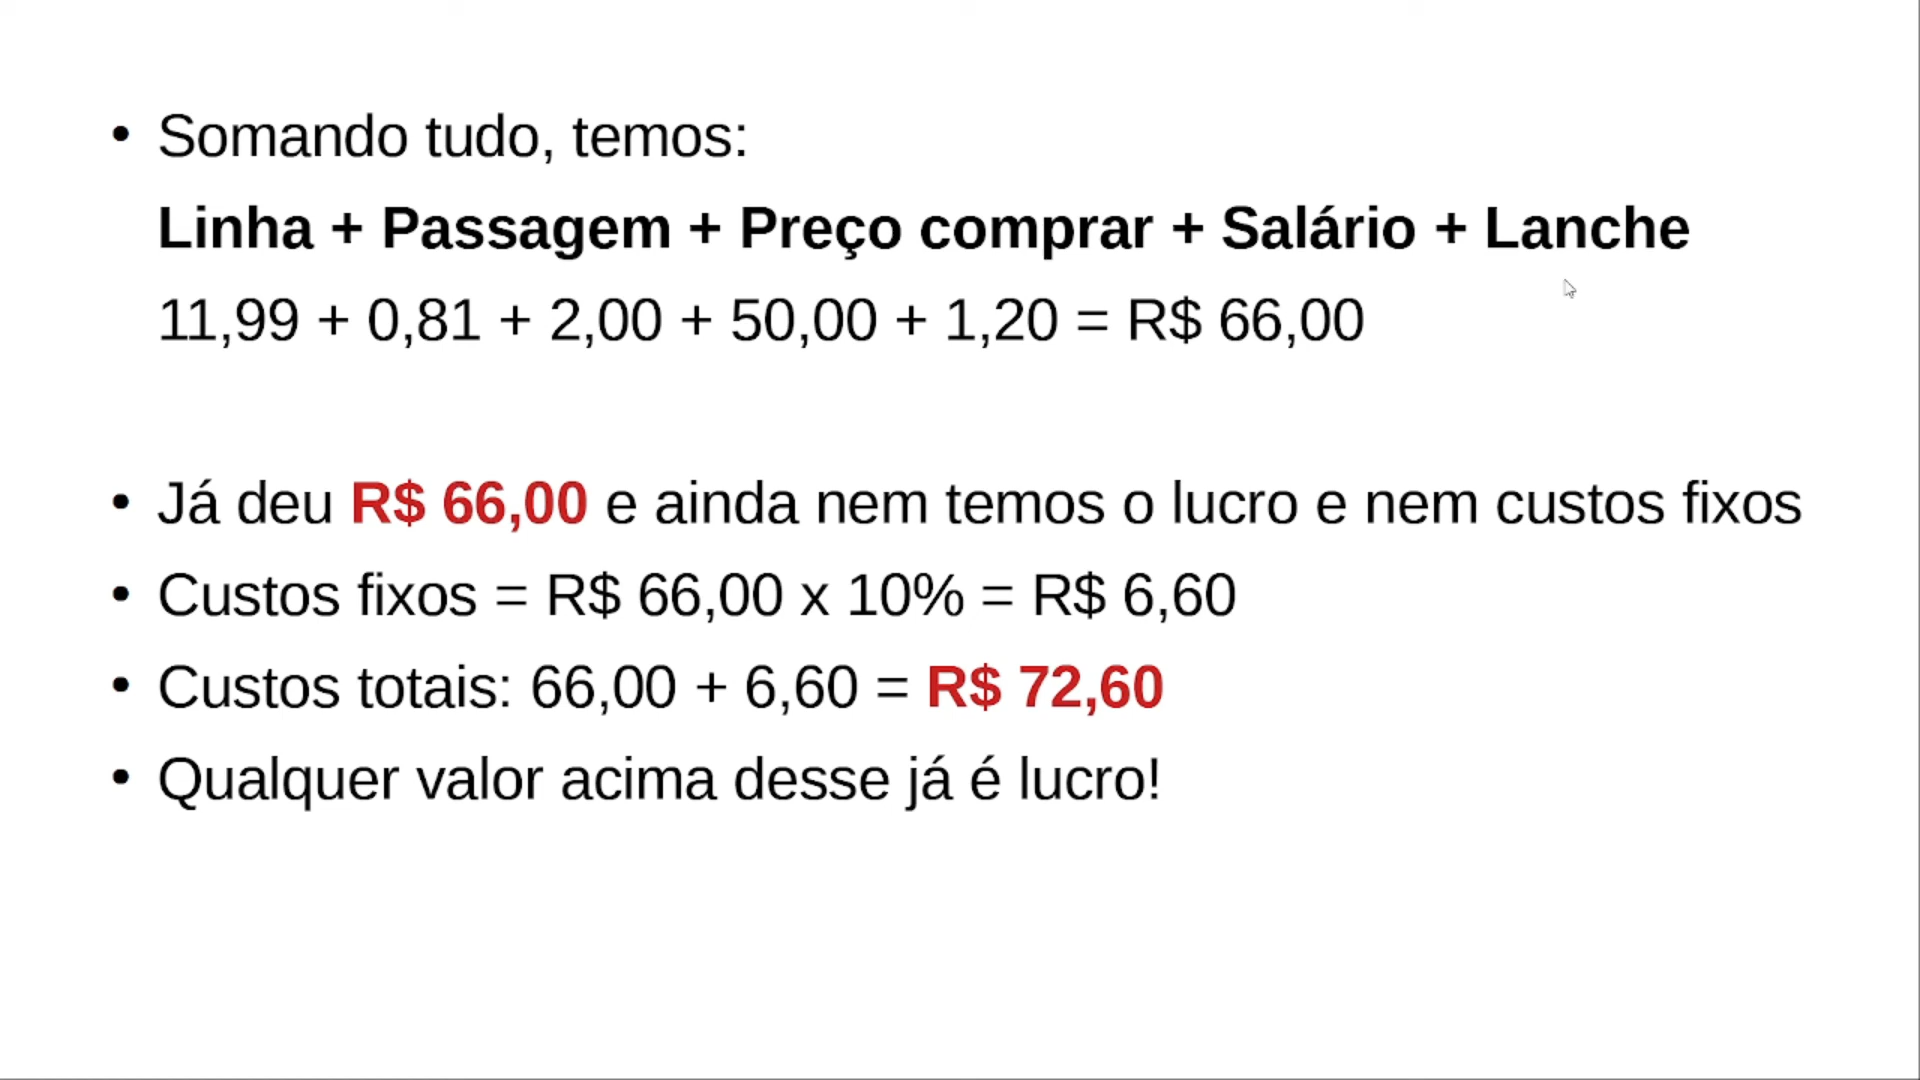 • Somando tudo, temos:
Linha + Passagem + Preço comprar + Salário + Lanche
11,99 + 0,81 + 2,00 + 50,00 + 1,20 = R$ 66,00
• Já deu R$ 66,00 e ainda nem temos o lucro e nem custos fixos
• Custos fixos = R$ 66,00 x 10% = R$ 6,60
• Custos totais: 66,00 + 6,60 = R$ 72,60
• Qualquer valor acima desse já é lucro!